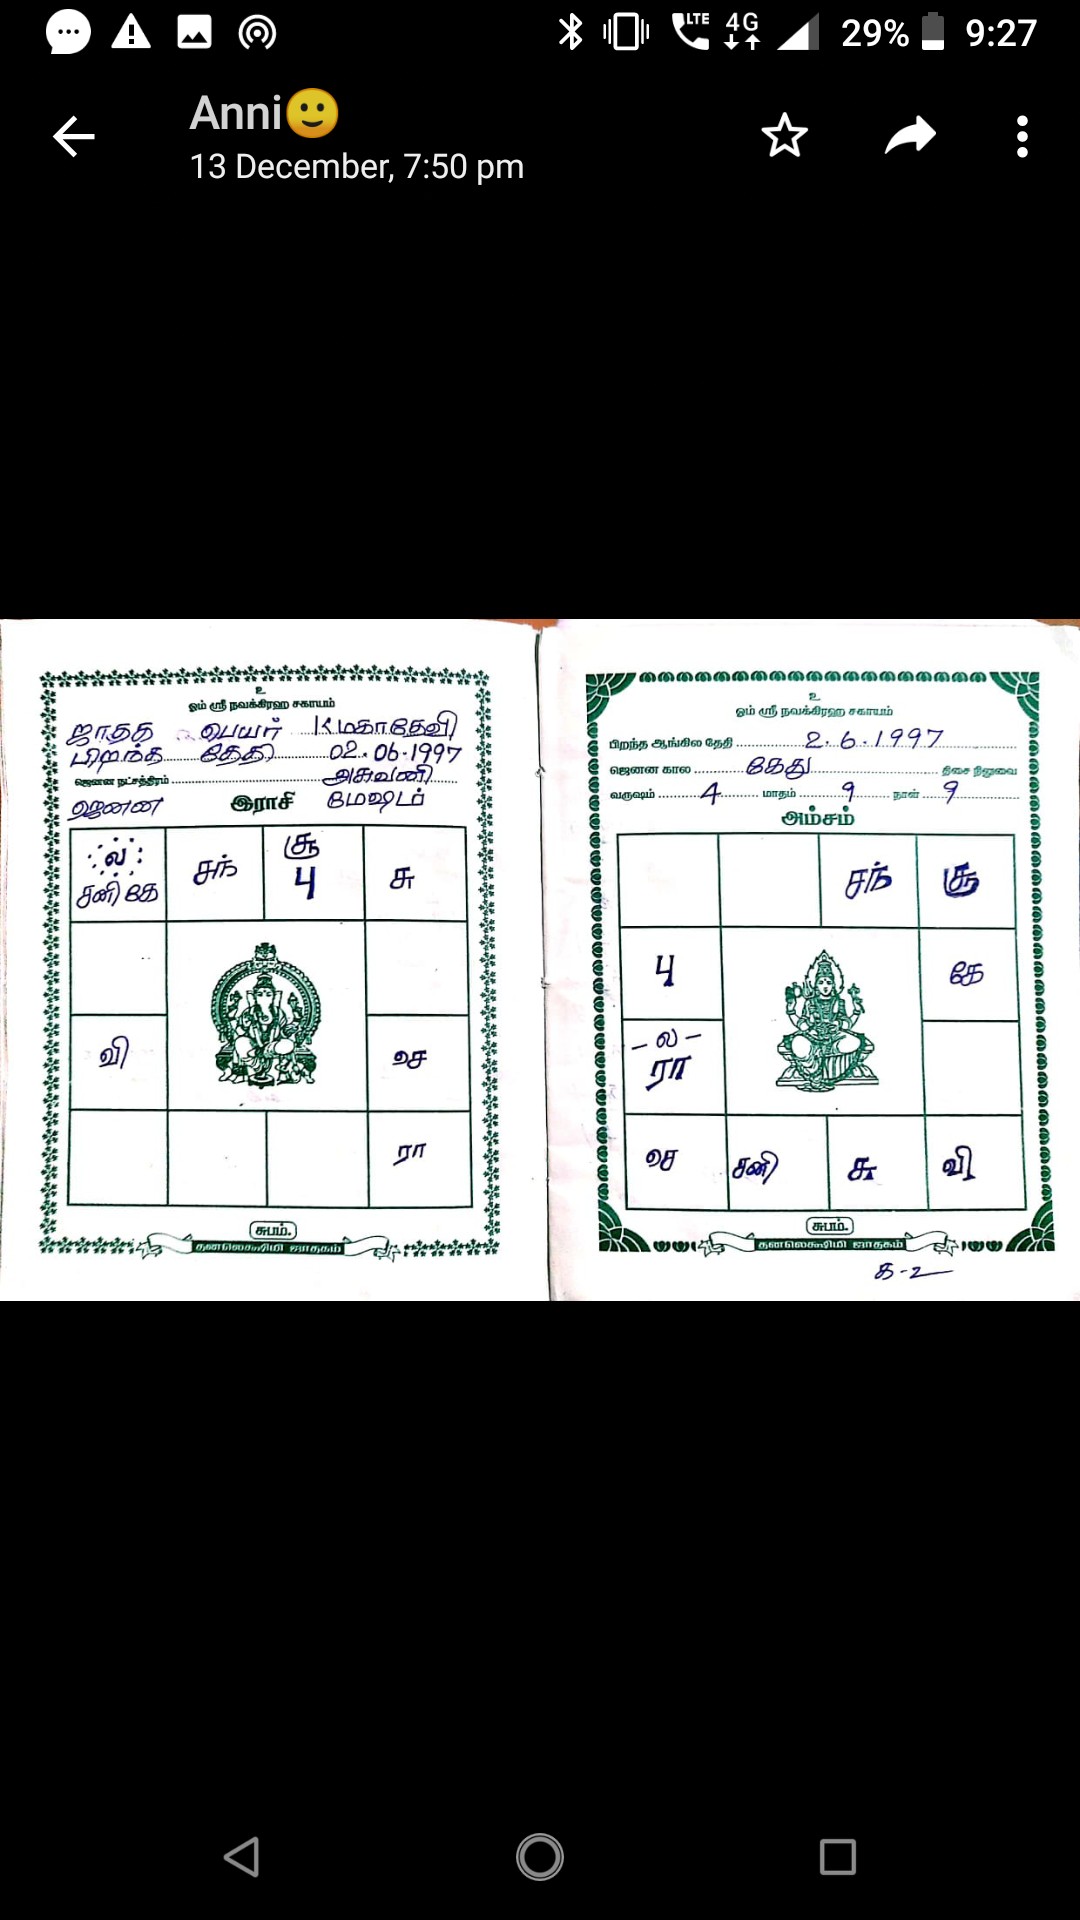 29% 9:27
LTE 4G
Anni🙂
13 December, 7:50 pm
உ
ஓம் ஸ்ரீ நவக்கிரஹ சகாயம்
ஜாதக பெயர் K மகாதேவி
பிறந்த தேதி 02.06.1997
ஜெனன நட்சத்திரம் அசுவணி
ஜெனன இராசி மேஷம்
ல
சனி கே
சந்
சூ
பு
சு
வி
செ
ரா
சுபம்.
தனலெக்ஷிமி ஜாதகம்
உ
ஓம் ஸ்ரீ நவக்கிரஹ சகாயம்
பிறந்த ஆங்கில தேதி 2.6.1997
ஜெனன கால கேது திசை நிலுவை
வருஷம் 4 மாதம் 9 நாள் 9
அம்சம்
சந்
சூ
பு
கே
- ல -
ரா
செ
சனி
சு
வி
சுபம்.
தனலெக்ஷிமி ஜாதகம்
க-2